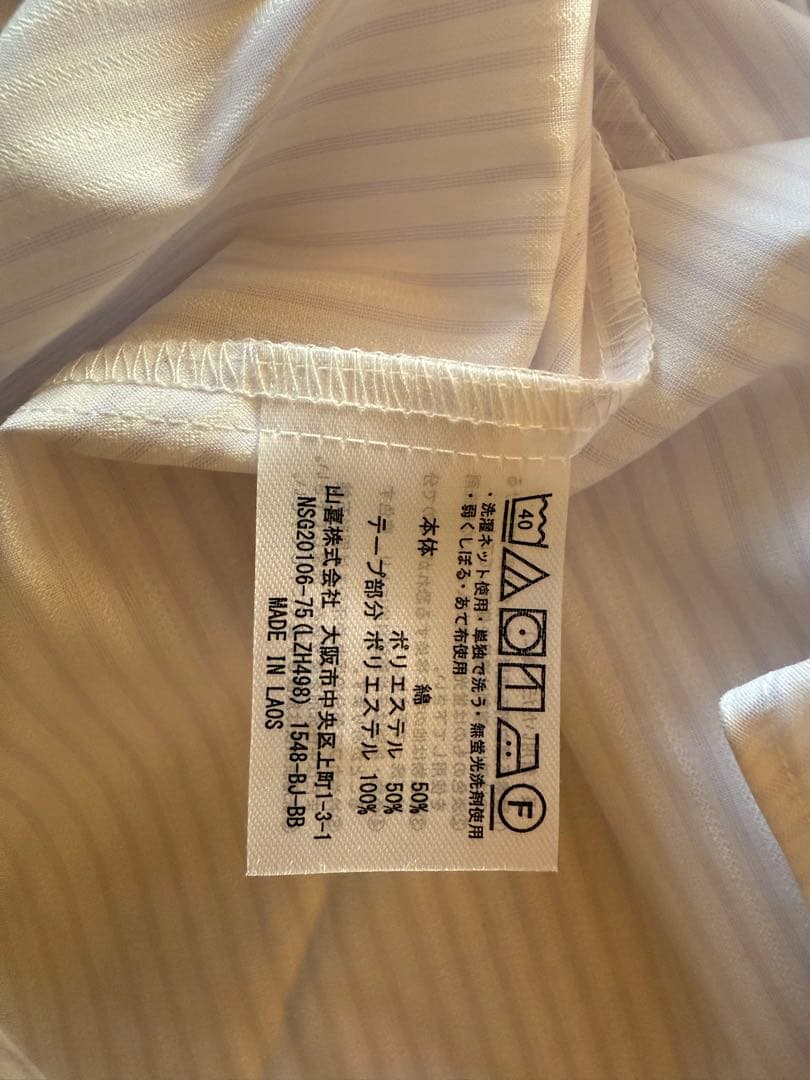 40
F
・洗濯ネット使用・単独で洗う・無蛍光洗剤使用
・弱くしぼる・あて布使用
本体 綿 50%
ポリエステル 50%
テープ部分 ポリエステル 100%
山喜株式会社 大阪市中央区上町1-3-1
NSG20106-75(LZH498) 1548-BJ-BB
MADE IN LAOS